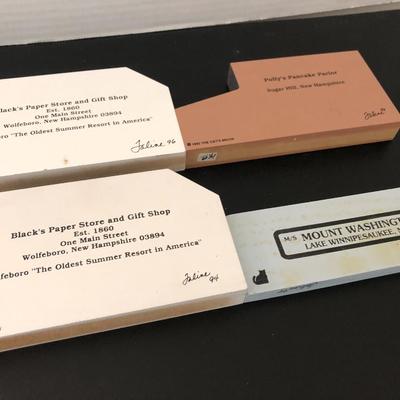 Black's Paper Store and Gift Shop
Est. 1860
One Main Street
Wolfeboro, New Hampshire 03894
"The Oldest Summer Resort in America"
Faline 96
Polly's Pancake Parlor
Sugar Hill, New Hampshire
Faline
Black's Paper Store and Gift Shop
Est. 1860
One Main Street
Wolfeboro, New Hampshire 03894
"The Oldest Summer Resort in America"
Faline 94
M/S MOUNT WASHINGTON
LAKE WINNIPESAUKEE,